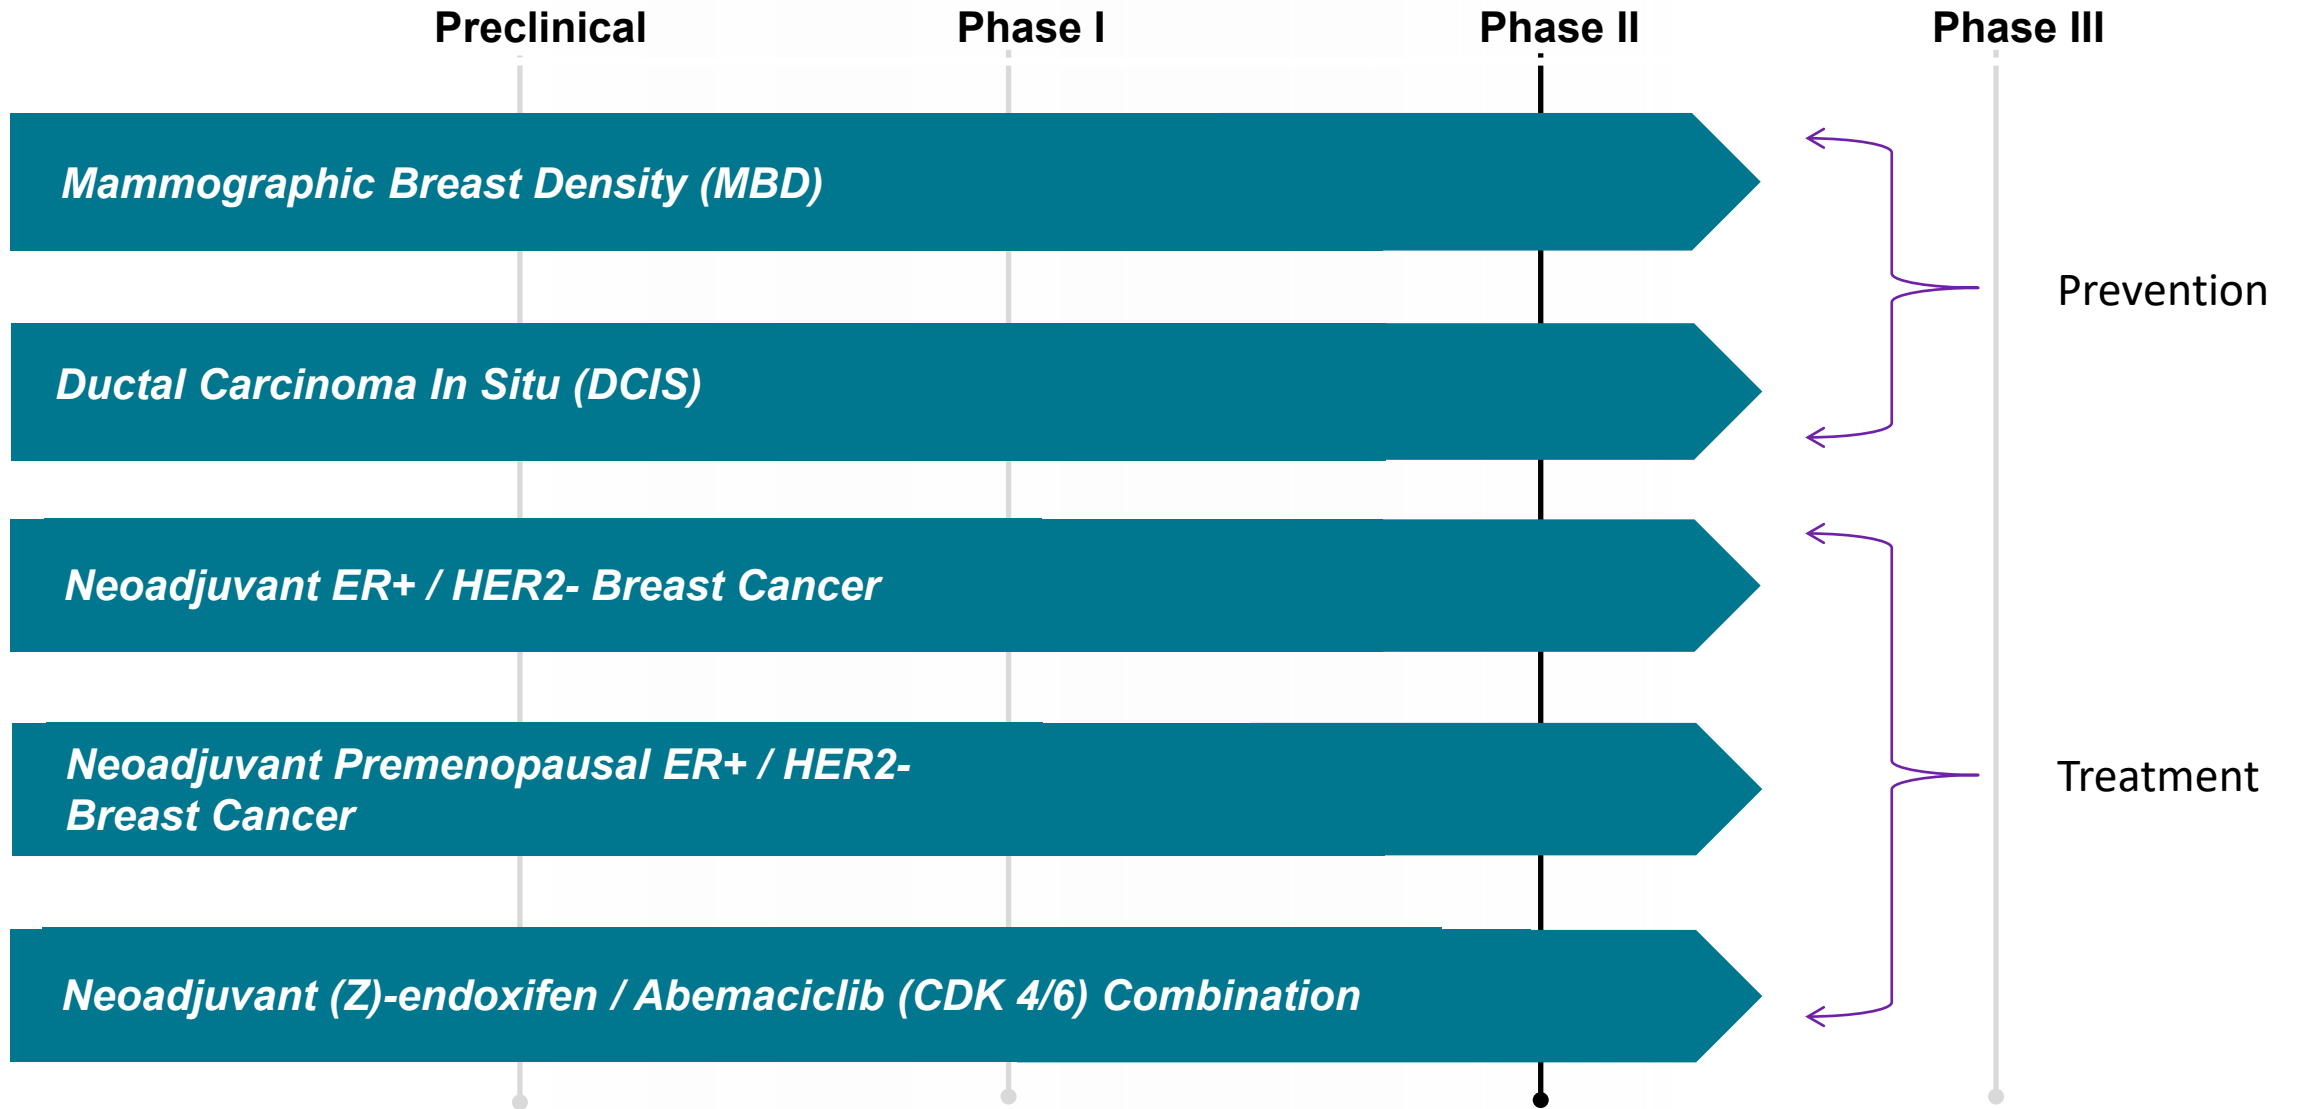 Preclinical Phase I Phase II Phase III
Mammographic Breast Density (MBD)
Prevention
Ductal Carcinoma In Situ (DCIS)
Neoadjuvant ER+ / HER2- Breast Cancer
Neoadjuvant Premenopausal ER+ / HER2-
Breast Cancer
Treatment
Neoadjuvant (Z)-endoxifen / Abemaciclib (CDK 4/6) Combination